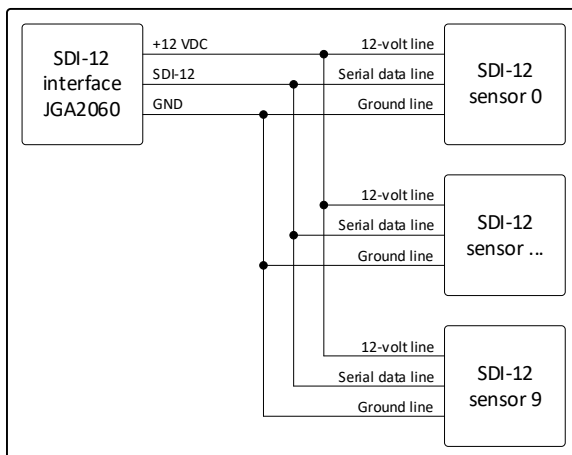 SDI-12
interface
JGA2060
+12 VDC
SDI-12
GND
12-volt line
Serial data line
Ground line
SDI-12
sensor 0
12-volt line
Serial data line
Ground line
SDI-12
sensor ...
12-volt line
Serial data line
Ground line
SDI-12
sensor 9